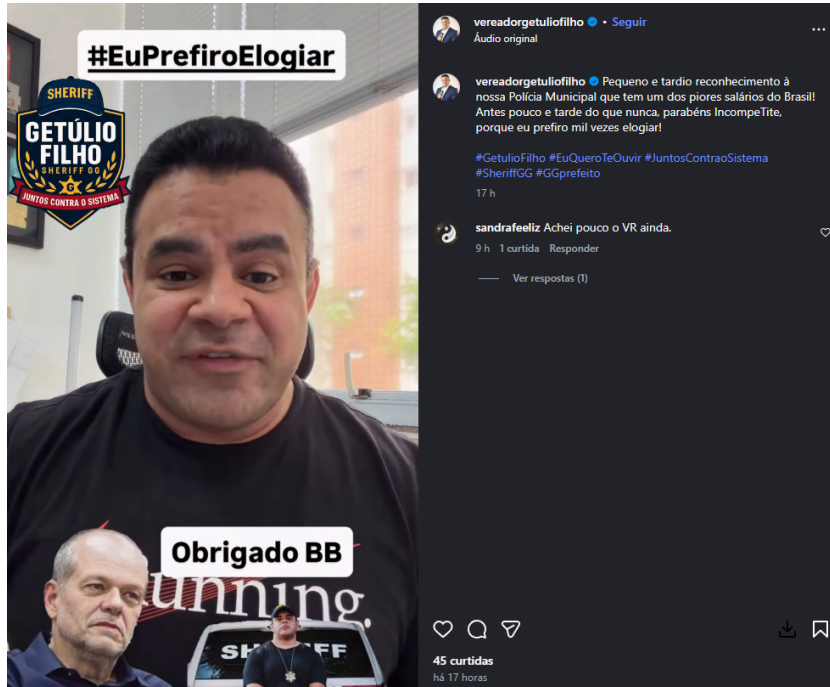 #EuPrefiroElogiar
SHERIFF
GETÚLIO
FILHO
SHERIFF GG
G
JUNTOS CONTRA O SISTEMA
Obrigado BB
unning.
SH FF
vereadorgetuliofilho • Seguir
Áudio original
vereadorgetuliofilho Pequeno e tardio reconhecimento à
nossa Polícia Municipal que tem um dos piores salários do Brasil!
Antes pouco e tarde do que nunca, parabéns IncompeTite,
porque eu prefiro mil vezes elogiar!
#GetulioFilho #EuQueroTeOuvir #JuntosContraoSistema
#SheriffGG #GGprefeito
17 h
sandrafeeliz Achei pouco o VR ainda.
9 h 1 curtida Responder
Ver respostas (1)
45 curtidas
há 17 horas